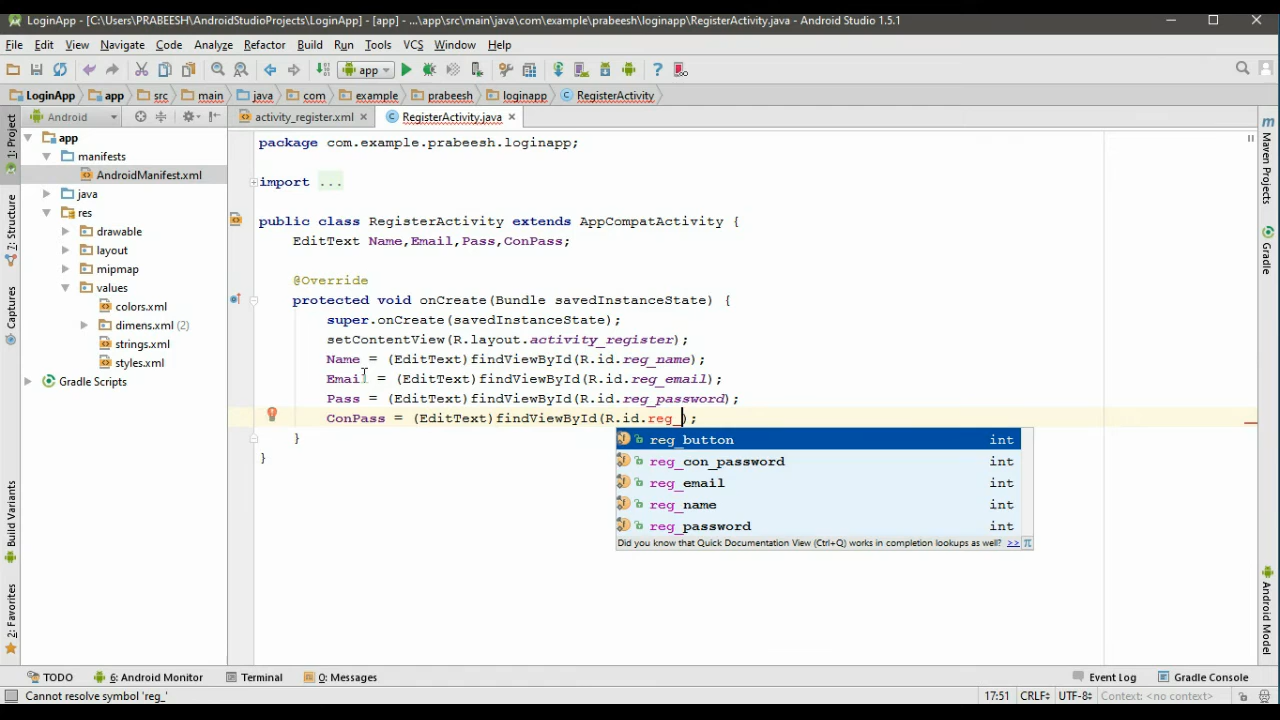 LoginApp - [C:\Users\PRABEESH\AndroidStudioProjects\LoginApp] - [app] - ...\app\src\main\java\com\example\prabeesh\loginapp\RegisterActivity.java - Android Studio 1.5.1
File Edit View Navigate Code Analyze Refactor Build Run Tools VCS Window Help
app
LoginApp app src main java com example prabeesh loginapp RegisterActivity
Android
activity_register.xml RegisterActivity.java
1: Project
7: Structure
Captures
Build Variants
2: Favorites
app
manifests
AndroidManifest.xml
java
res
drawable
layout
mipmap
values
colors.xml
dimens.xml (2)
strings.xml
styles.xml
Gradle Scripts
package com.example.prabeesh.loginapp;
import ...
public class RegisterActivity extends AppCompatActivity {
EditText Name,Email,Pass,ConPass;
@Override
protected void onCreate(Bundle savedInstanceState) {
super.onCreate(savedInstanceState);
setContentView(R.layout.activity_register);
Name = (EditText)findViewById(R.id.reg_name);
Email = (EditText)findViewById(R.id.reg_email);
Pass = (EditText)findViewById(R.id.reg_password);
ConPass = (EditText)findViewById(R.id.reg_);
}
}
reg_button int
reg_con_password int
reg_email int
reg_name int
reg_password int
Did you know that Quick Documentation View (Ctrl+Q) works in completion lookups as well? >> π
Maven Projects
Gradle
Android Model
TODO 6: Android Monitor Terminal 0: Messages Event Log Gradle Console
Cannot resolve symbol 'reg_' 17:51 CRLF UTF-8 Context: <no context>